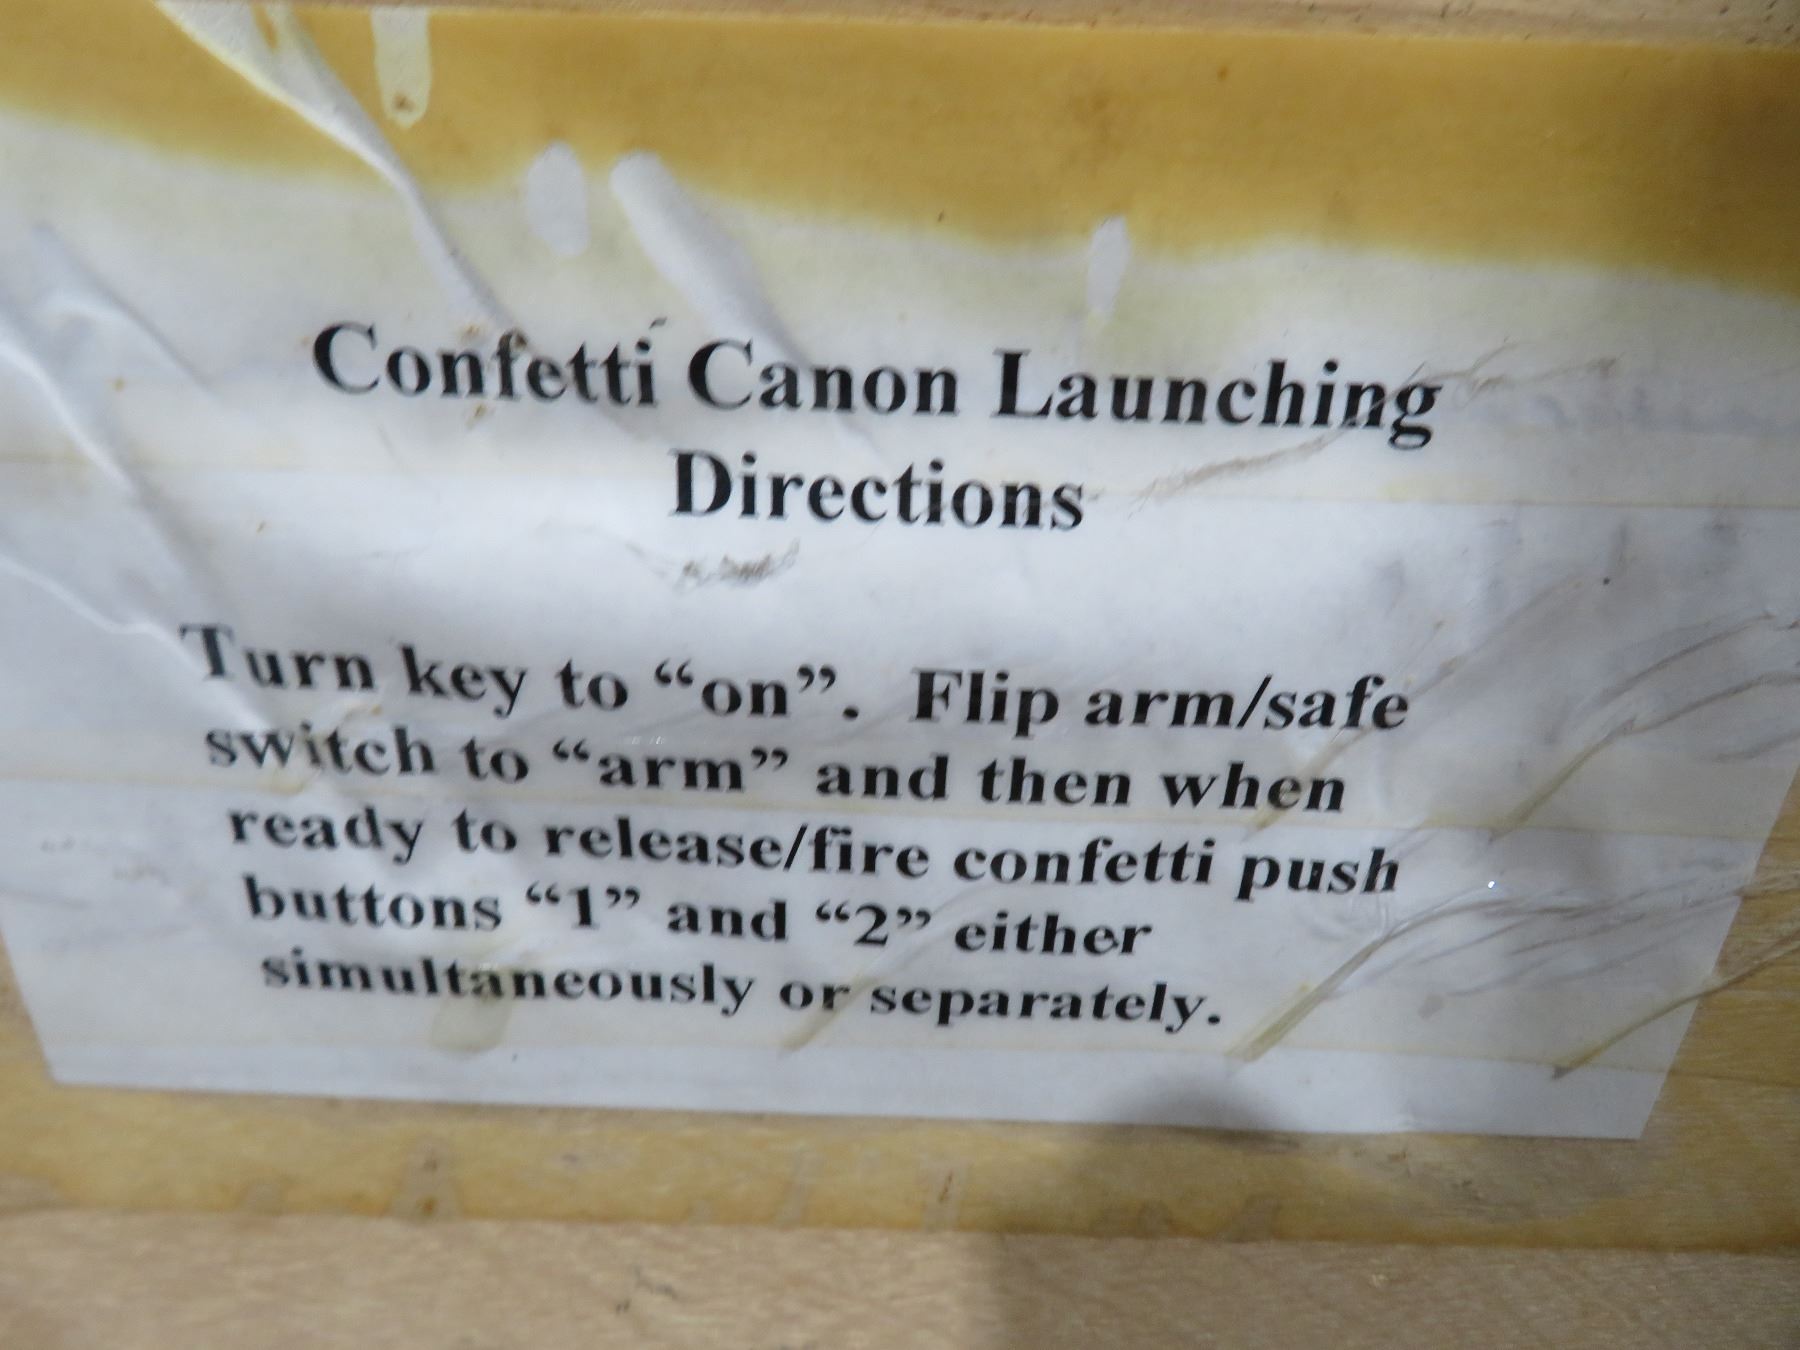 Confetti Canon Launching
Directions
Turn key to “on”. Flip arm/safe
switch to “arm” and then when
ready to release/fire confetti push
buttons “1” and “2” either
simultaneously or separately.